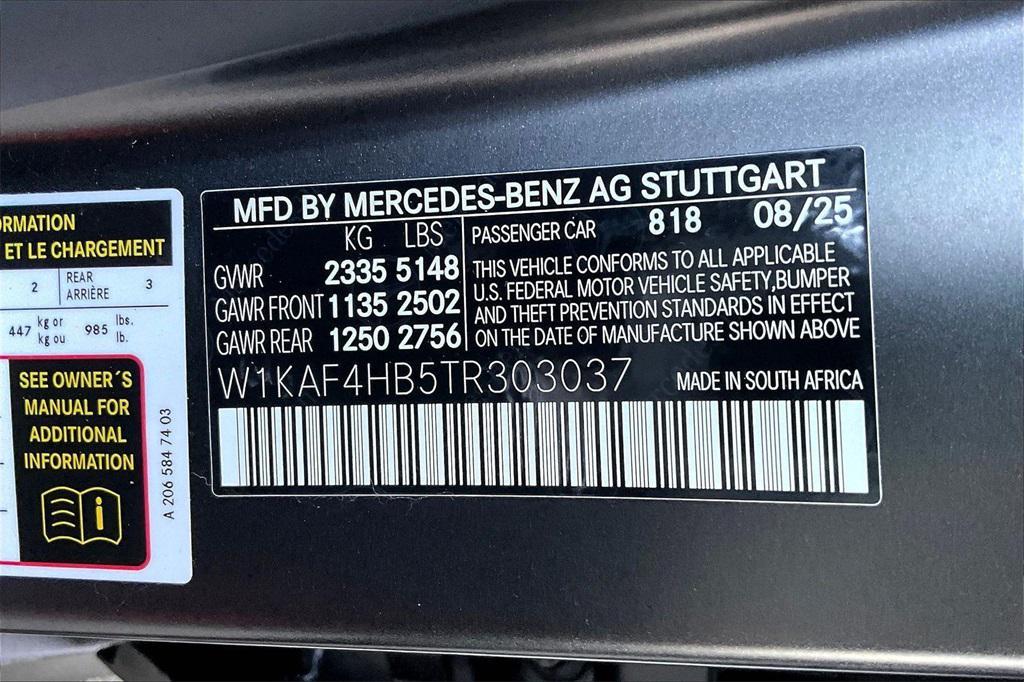 ORMATION
ET LE CHARGEMENT
2 REAR ARRIÈRE 3
447 kg or kg ou 985 lbs. lb.
SEE OWNER´S
MANUAL FOR
ADDITIONAL
INFORMATION
i
A 206 584 74 03
MFD BY MERCEDES-BENZ AG STUTTGART
KG LBS
GVWR 2335 5148
GAWR FRONT 1135 2502
GAWR REAR 1250 2756
PASSENGER CAR 818 08/25
THIS VEHICLE CONFORMS TO ALL APPLICABLE
U.S. FEDERAL MOTOR VEHICLE SAFETY,BUMPER
AND THEFT PREVENTION STANDARDS IN EFFECT
ON THE DATE OF MANUFACTURE SHOWN ABOVE
W1KAF4HB5TR303037 MADE IN SOUTH AFRICA